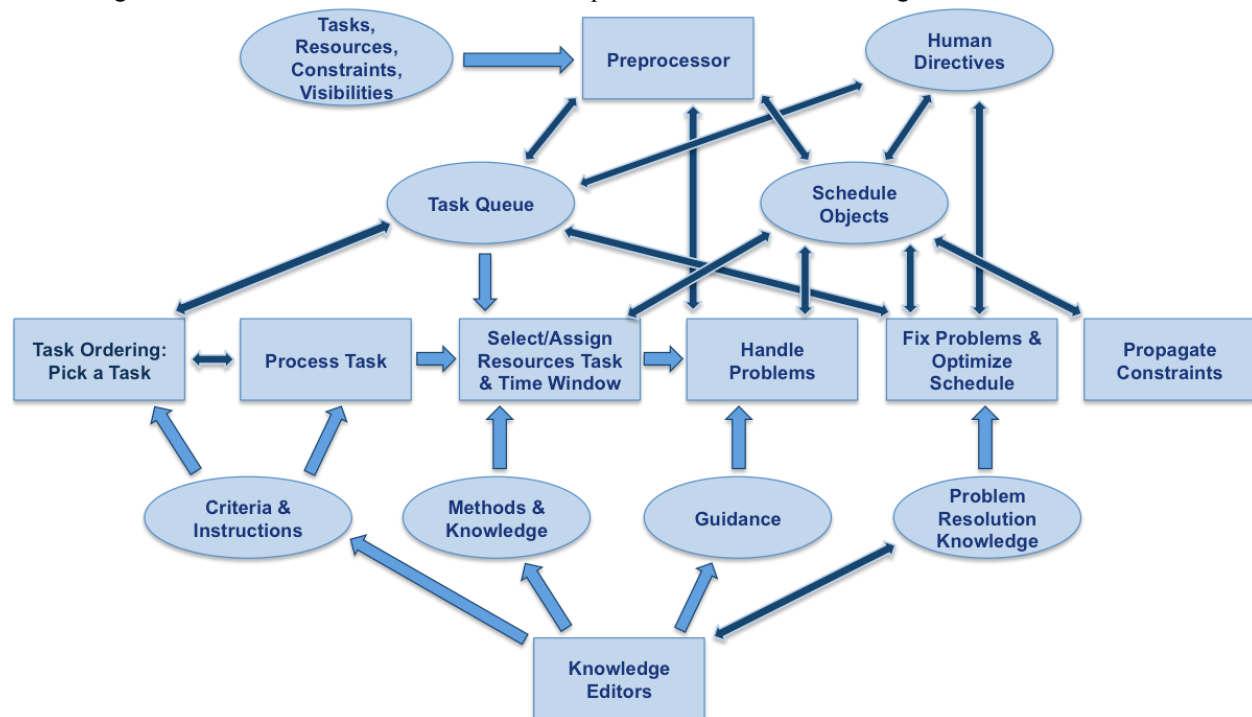 Tasks,
Resources,
Constraints,
Visibilities
Preprocessor
Human
Directives
Task Queue
Schedule
Objects
Task Ordering:
Pick a Task
Process Task
Select/Assign
Resources Task
& Time Window
Handle
Problems
Fix Problems &
Optimize
Schedule
Propagate
Constraints
Criteria &
Instructions
Methods &
Knowledge
Guidance
Problem
Resolution
Knowledge
Knowledge
Editors